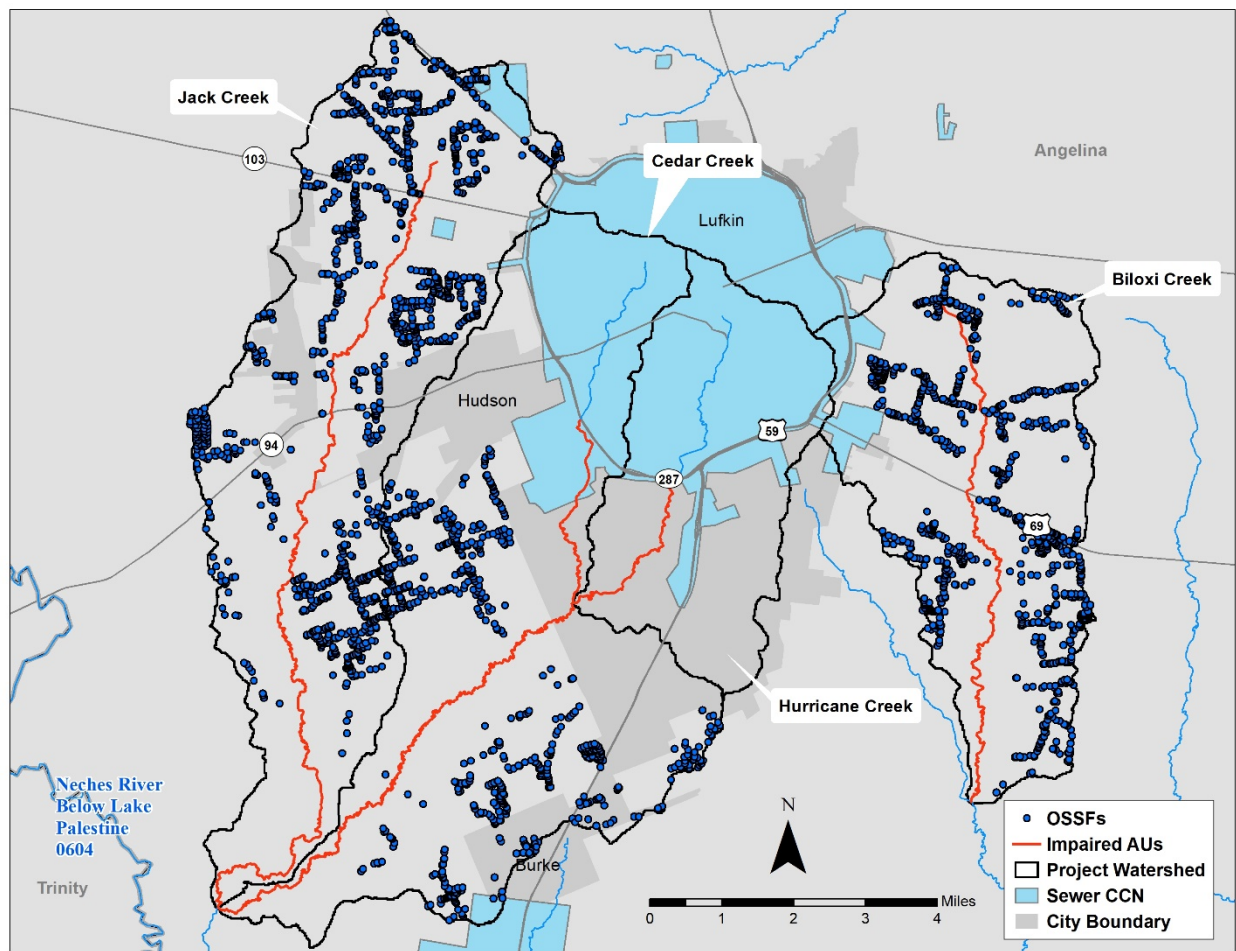 Jack Creek
103
Cedar Creek
Angelina
Lufkin
Biloxi Creek
Hudson
94
59
287
69
Hurricane Creek
Neches River
Below Lake
Palestine
0604
Trinity
Burke
N
Miles
0 1 2 3 4
OSSFs
Impaired AUs
Project Watershed
Sewer CCN
City Boundary